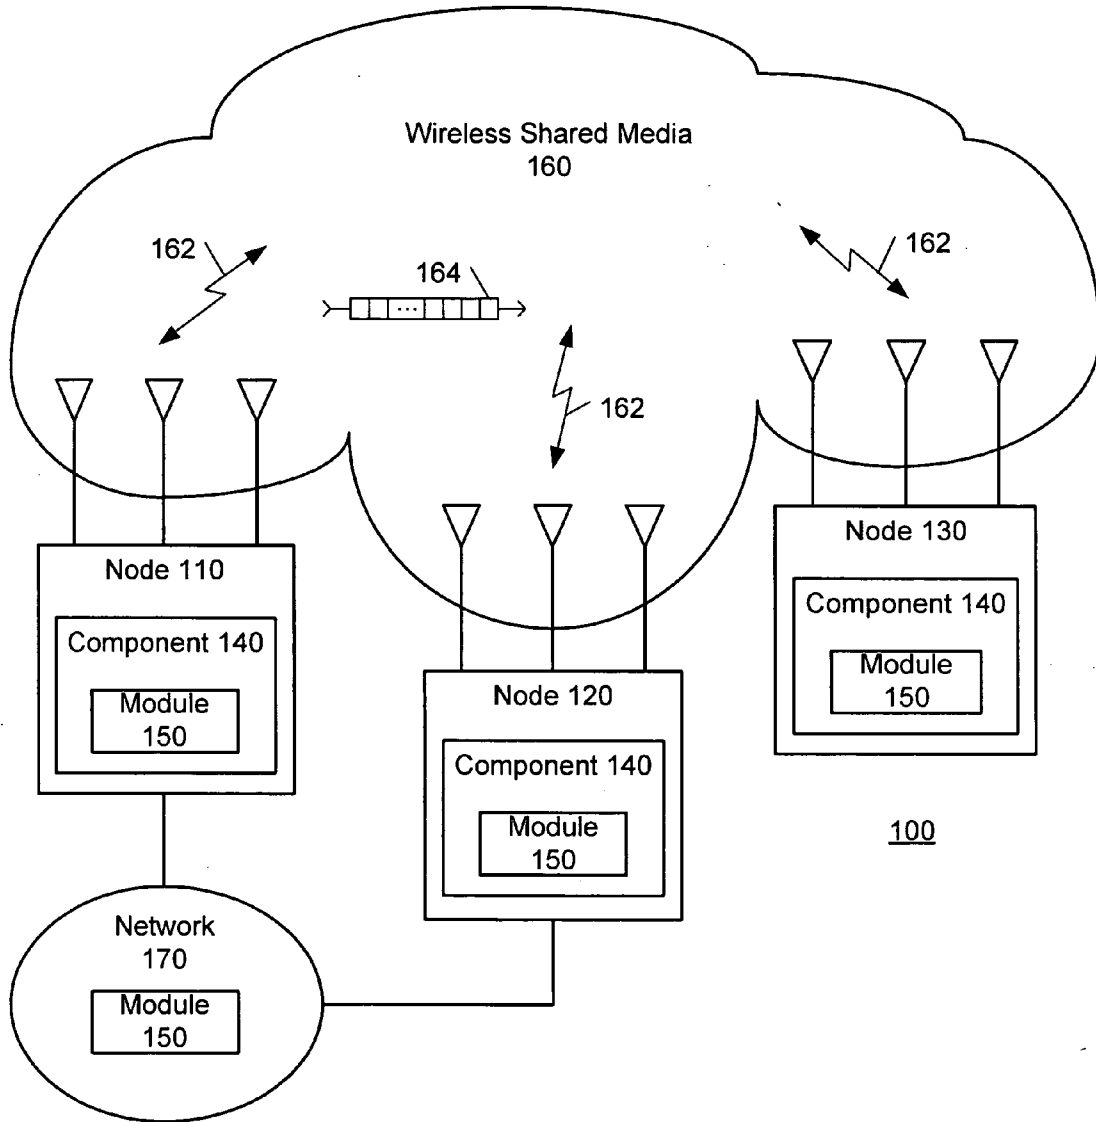 Wireless Shared Media
160
162
164
162
162
Node 110
Component 140
Module
150
Node 120
Component 140
Module
150
Node 130
Component 140
Module
150
100
Network
170
Module
150
...